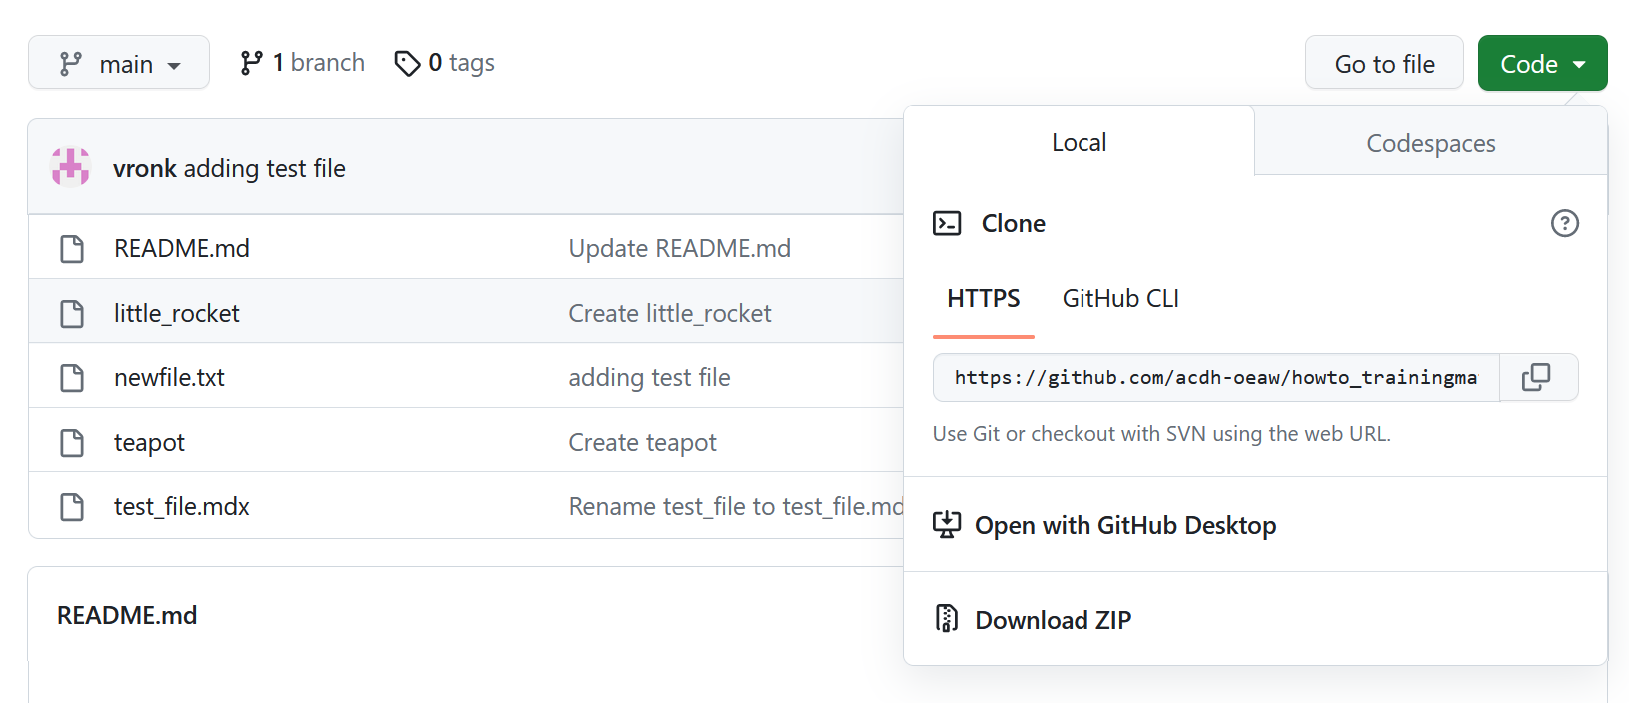 main
1 branch
0 tags
Go to file
Code
vronk adding test file
README.md
Update README.md
little_rocket
Create little_rocket
newfile.txt
adding test file
teapot
Create teapot
test_file.mdx
Rename test_file to test_file.md
README.md
Local
Codespaces
Clone
HTTPS
GitHub CLI
https://github.com/acdh-oeaw/howto_trainingma
Use Git or checkout with SVN using the web URL.
Open with GitHub Desktop
Download ZIP